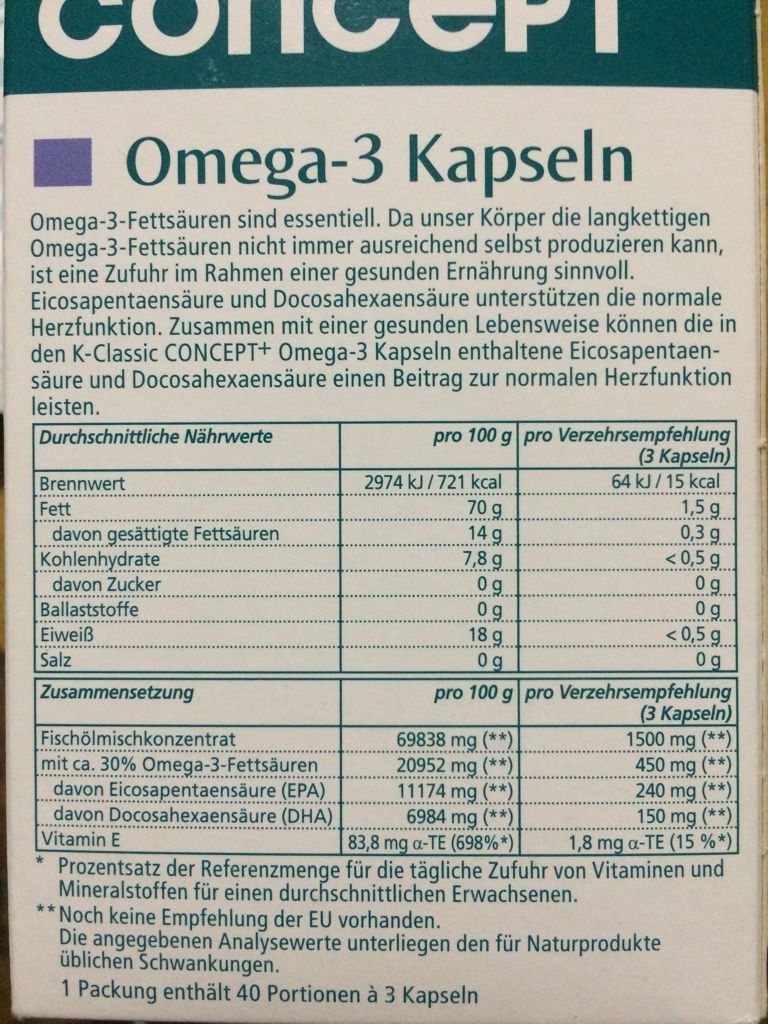 CONCEPT
Omega-3 Kapseln
Omega-3-Fettsäuren sind essentiell. Da unser Körper die langkettigen
Omega-3-Fettsäuren nicht immer ausreichend selbst produzieren kann,
ist eine Zufuhr im Rahmen einer gesunden Ernährung sinnvoll.
Eicosapentaensäure und Docosahexaensäure unterstützen die normale
Herzfunktion. Zusammen mit einer gesunden Lebensweise können die in
den K-Classic CONCEPT+ Omega-3 Kapseln enthaltene Eicosapentaen-
säure und Docosahexaensäure einen Beitrag zur normalen Herzfunktion
leisten.
Durchschnittliche Nährwerte pro 100 g pro Verzehrsempfehlung
(3 Kapseln)
Brennwert 2974 kJ / 721 kcal 64 kJ / 15 kcal
Fett 70 g 1,5 g
davon gesättigte Fettsäuren 14 g 0,3 g
Kohlenhydrate 7,8 g < 0,5 g
davon Zucker 0 g 0 g
Ballaststoffe 0 g 0 g
Eiweiß 18 g < 0,5 g
Salz 0 g 0 g
Zusammensetzung pro 100 g pro Verzehrsempfehlung
(3 Kapseln)
Fischölmischkonzentrat 69838 mg (**) 1500 mg (**)
mit ca. 30% Omega-3-Fettsäuren 20952 mg (**) 450 mg (**)
davon Eicosapentaensäure (EPA) 11174 mg (**) 240 mg (**)
davon Docosahexaensäure (DHA) 6984 mg (**) 150 mg (**)
Vitamin E 83,8 mg α-TE (698%*) 1,8 mg α-TE (15 %*)
* Prozentsatz der Referenzmenge für die tägliche Zufuhr von Vitaminen und
Mineralstoffen für einen durchschnittlichen Erwachsenen.
** Noch keine Empfehlung der EU vorhanden.
Die angegebenen Analysewerte unterliegen den für Naturprodukte
üblichen Schwankungen.
1 Packung enthält 40 Portionen à 3 Kapseln